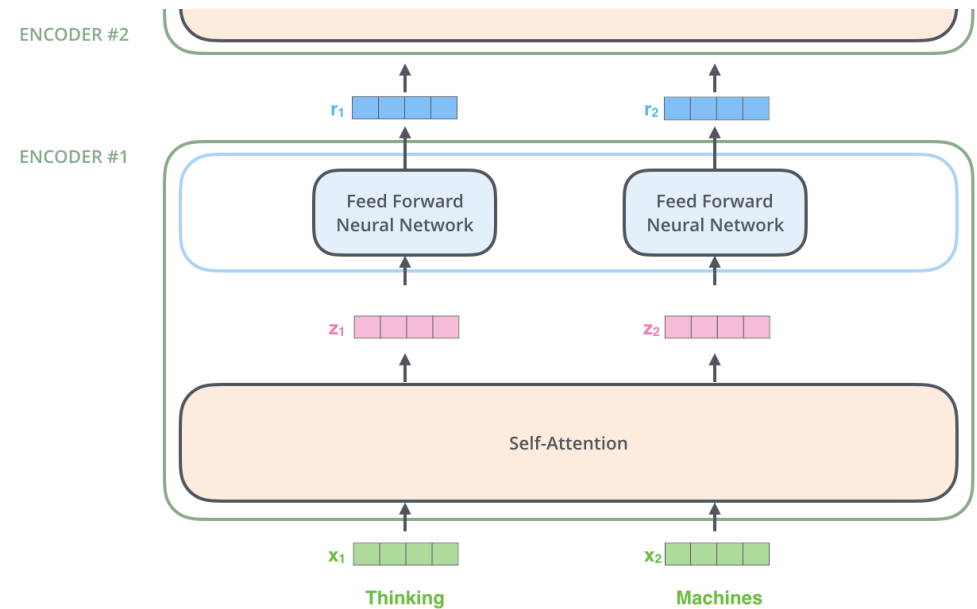 ENCODER #2
r1 r2
ENCODER #1
Feed Forward Neural Network
Feed Forward Neural Network
z1 z2
Self-Attention
x1 x2
Thinking Machines